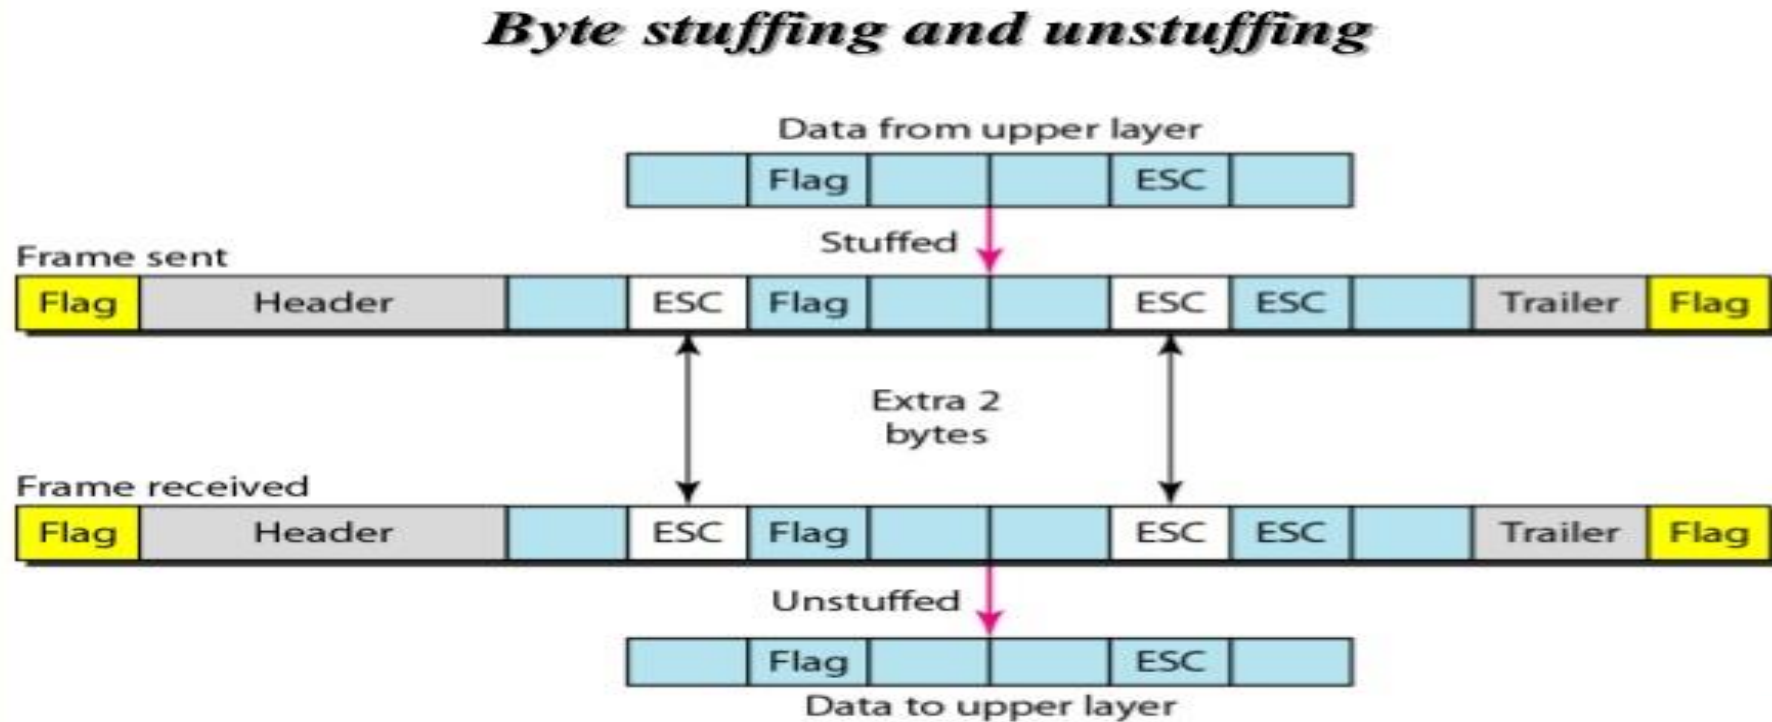 Byte stuffing and unstuffing
Data from upper layer
Flag ESC
Stuffed
Frame sent
Flag Header ESC Flag ESC ESC Trailer Flag
Extra 2
bytes
Frame received
Flag Header ESC Flag ESC ESC Trailer Flag
Unstuffed
Flag ESC
Data to upper layer